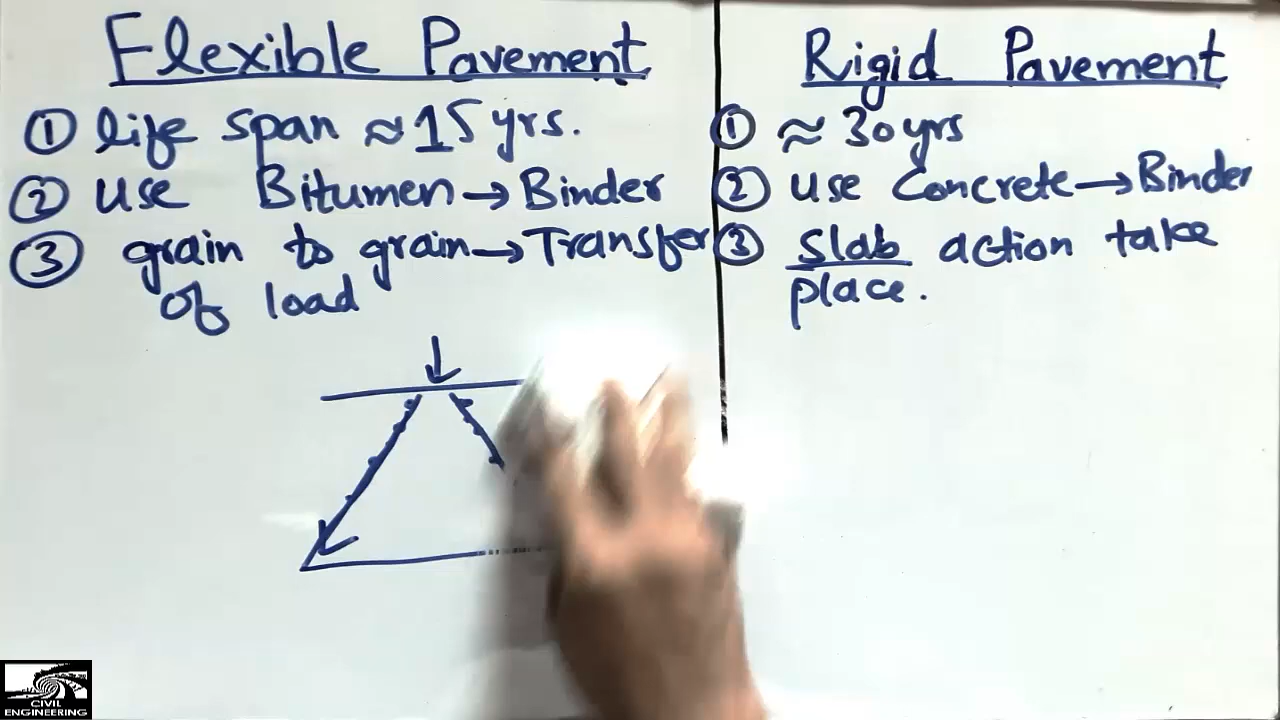 Flexible Pavement
① life span ≈ 15 yrs.
② Use Bitumen → Binder
③ grain to grain → Transfer
of load
Rigid Pavement
① ≈ 30 yrs
② Use Concrete → Binder
③ Slab action take
place.
CIVIL
ENGINEERING